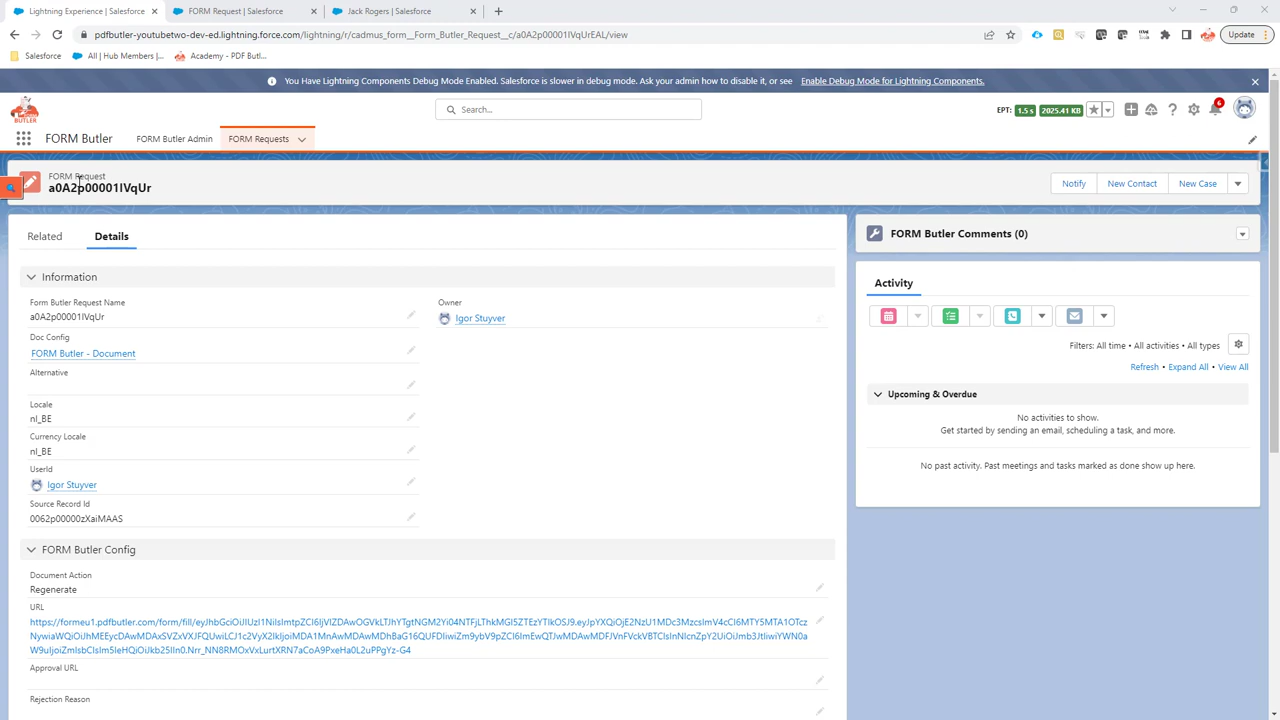 Lightning Experience | Salesforce
FORM Request | Salesforce
Jack Rogers | Salesforce
pdfbutler-youtubetwo-dev-ed.lightning.force.com/lightning/r/cadmus_form__Form_Butler_Request__c/a0A2p00001IVqUrEAL/view
Update
Salesforce
All | Hub Members |...
Academy - PDF Butl...
You Have Lightning Components Debug Mode Enabled. Salesforce is slower in debug mode. Ask your admin how to disable it, or see Enable Debug Mode for Lightning Components.
BUTLER
Search...
EPT: 1.5 s 2025.41 KB
6
FORM Butler
FORM Butler Admin
FORM Requests
FORM Request
a0A2p00001IVqUr
Notify
New Contact
New Case
Related
Details
Information
Form Butler Request Name
a0A2p00001IVqUr
Owner
Igor Stuyver
Doc Config
FORM Butler - Document
Alternative
Locale
nl_BE
Currency Locale
nl_BE
UserId
Igor Stuyver
Source Record Id
0062p00000zXaiMAAS
FORM Butler Config
Document Action
Regenerate
URL
Approval URL
Rejection Reason
FORM Butler Comments (0)
Activity
Filters: All time • All activities • All types
Refresh • Expand All • View All
Upcoming & Overdue
No activities to show.
Get started by sending an email, scheduling a task, and more.
No past activity. Past meetings and tasks marked as done show up here.